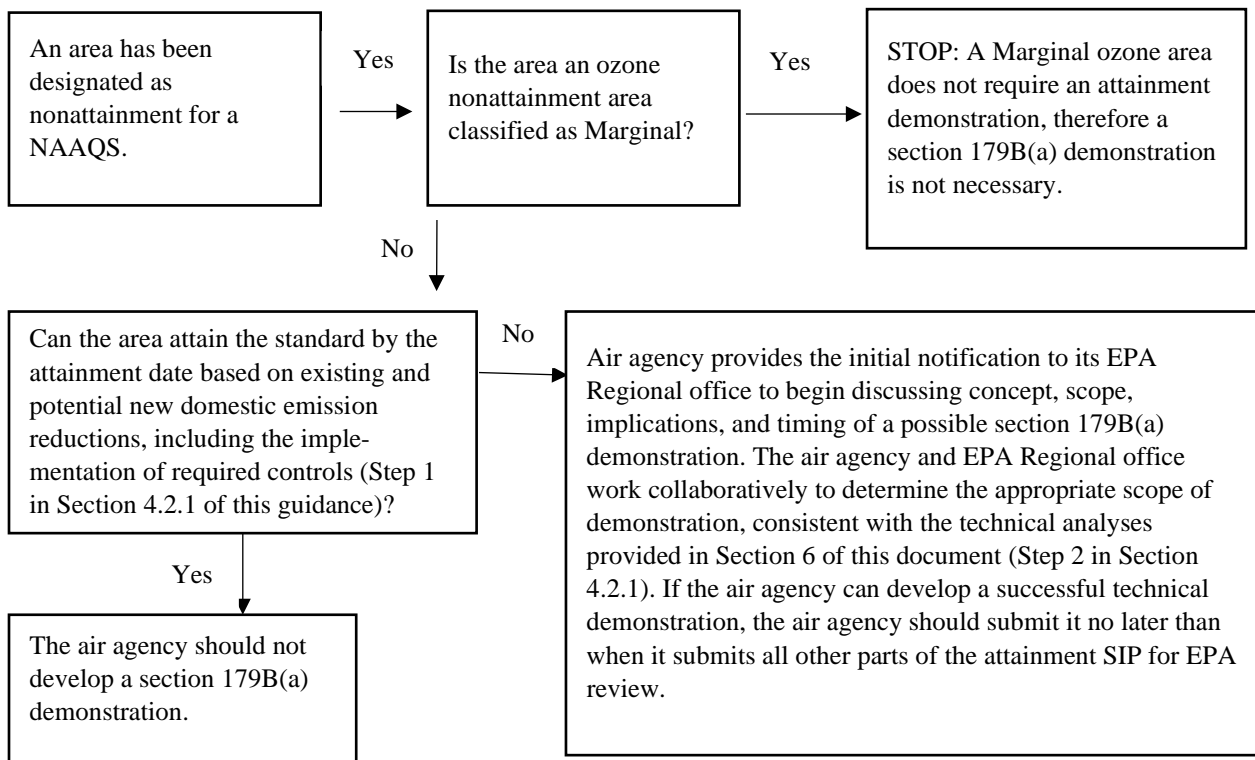 An area has been
designated as
nonattainment for a
NAAQS.
Yes
Is the area an ozone
nonattainment area
classified as Marginal?
Yes
STOP: A Marginal ozone area
does not require an attainment
demonstration, therefore a
section 179B(a) demonstration
is not necessary.
No
Can the area attain the standard by the
attainment date based on existing and
potential new domestic emission
reductions, including the imple-
mentation of required controls (Step 1
in Section 4.2.1 of this guidance)?
No
Air agency provides the initial notification to its EPA
Regional office to begin discussing concept, scope,
implications, and timing of a possible section 179B(a)
demonstration. The air agency and EPA Regional office
work collaboratively to determine the appropriate scope of
demonstration, consistent with the technical analyses
provided in Section 6 of this document (Step 2 in Section
4.2.1). If the air agency can develop a successful technical
demonstration, the air agency should submit it no later than
when it submits all other parts of the attainment SIP for EPA
review.
Yes
The air agency should not
develop a section 179B(a)
demonstration.